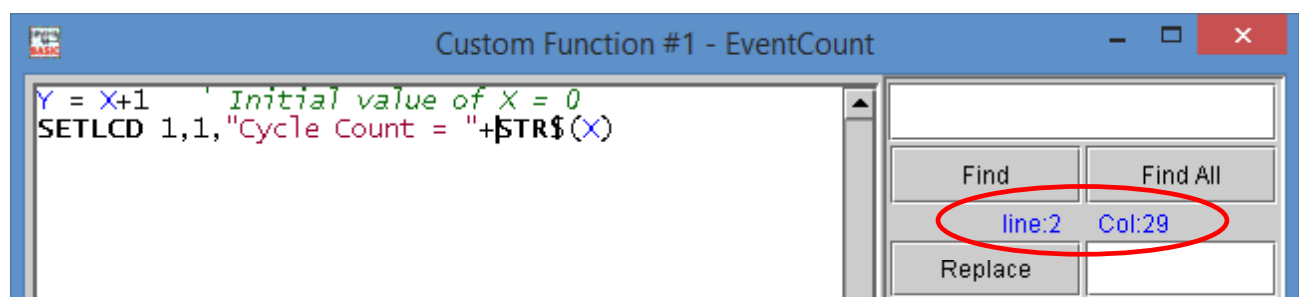 BASIC
Custom Function #1 - EventCount
Y = X+1 ' Initial value of X = 0
SETLCD 1,1,"Cycle Count = "+STR$(X)
Find Find All
line:2 Col:29
Replace